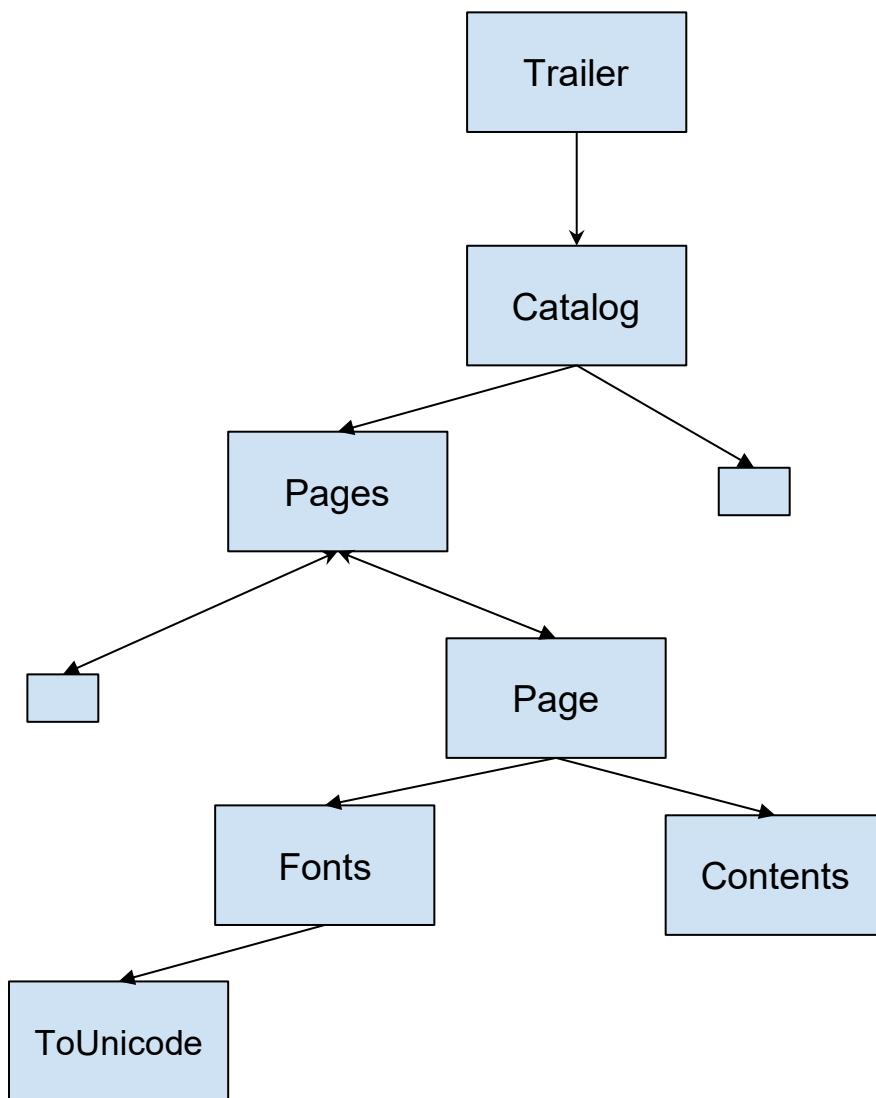 Trailer
Catalog
Pages
Page
Fonts
Contents
ToUnicode